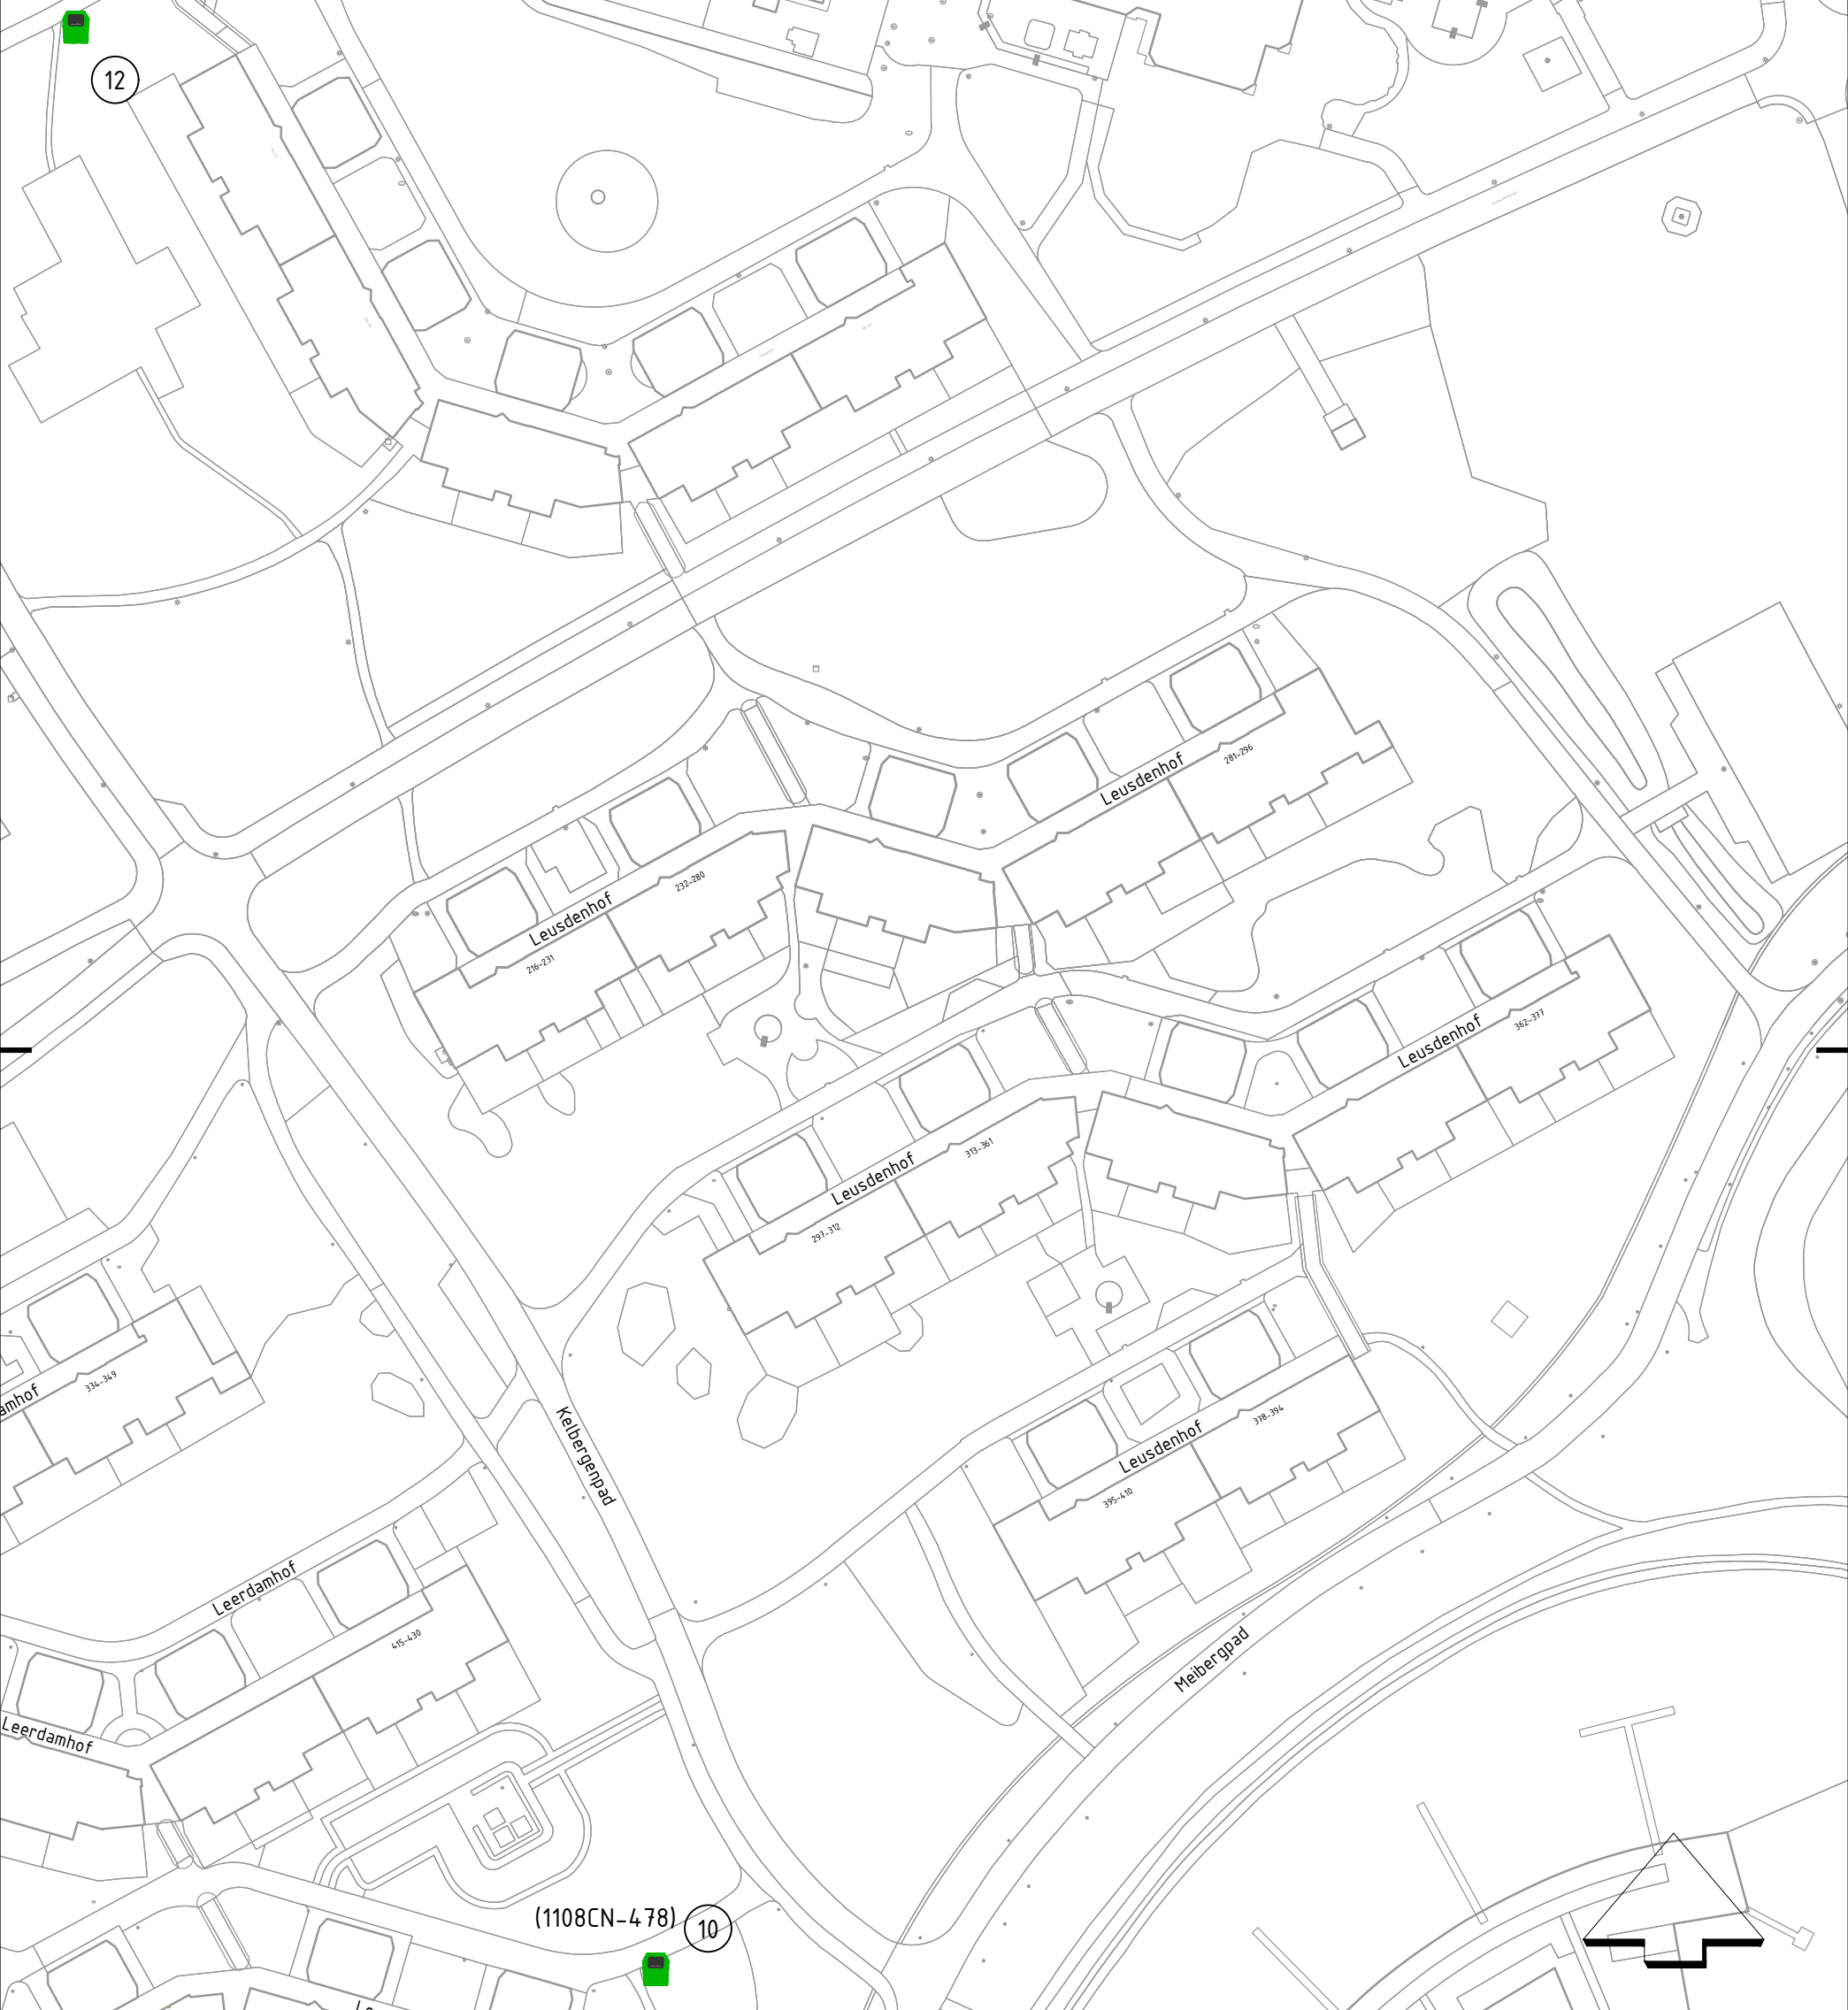 12
Leusdenhof
281-296
Leusdenhof
232-280
216-231
Leusdenhof
362-377
Leusdenhof
313-361
297-312
334-349
Leusdenhof
378-394
395-410
Kelbergenpad
Leerdamhof
415-430
Meibergpad
Leerdamhof
(1108CN-478)
10